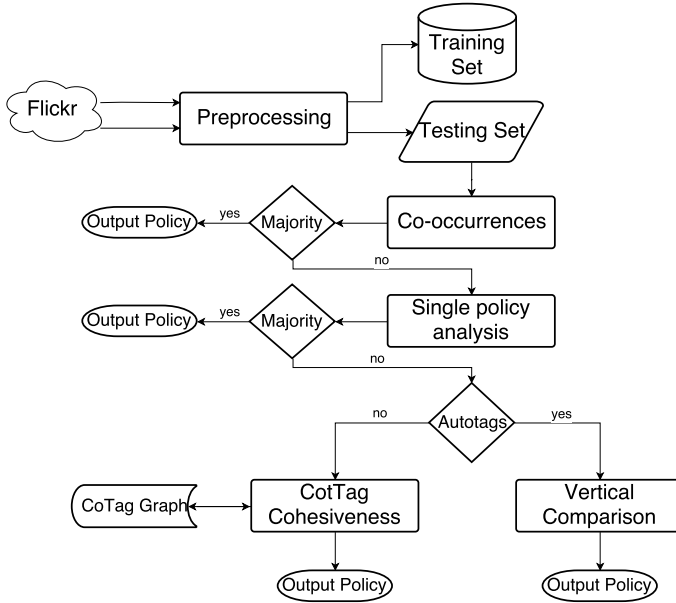 Training
Set
Flickr
Preprocessing
Testing Set
Output Policy
yes
Majority
Co-occurrences
no
Output Policy
yes
Majority
Single policy
analysis
no
no
Autotags
yes
CoTag Graph
CotTag
Cohesiveness
Vertical
Comparison
Output Policy
Output Policy